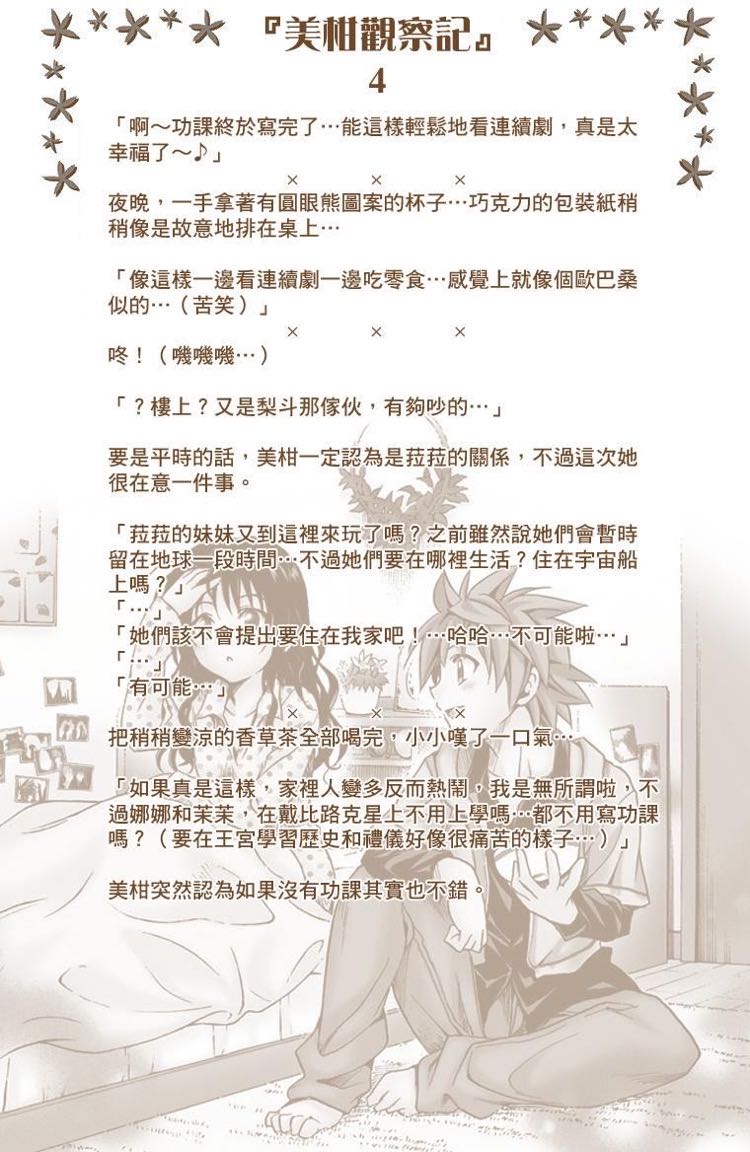 『美柑觀察記』
4
「啊～功課終於寫完了…能這樣輕鬆地看連續劇，真是太
幸福了～♪」
×　×　×
夜晚，一手拿著有圓眼熊圖案的杯子…巧克力的包裝紙稍
稍像是故意地排在桌上…
「像這樣一邊看連續劇一邊吃零食…感覺上就像個歐巴桑
似的…（苦笑）」
×　×　×
咚！（嘰嘰嘰…）
「？樓上？又是梨斗那傢伙，有夠吵的…」
要是平時的話，美柑一定認為是菈菈的關係，不過這次她
很在意一件事。
「菈菈的妹妹又到這裡來玩了嗎？之前雖然說她們會暫時
留在地球一段時間…不過她們要在哪裡生活？住在宇宙船
上嗎？」
「…」
「她們該不會提出要住在我家吧！…哈哈…不可能啦…」
「…」
「有可能…」
×　×　×
把稍稍變涼的香草茶全部喝完，小小嘆了一口氣…
「如果真是這樣，家裡人變多反而熱鬧，我是無所謂啦，不
過娜娜和茉茉，在戴比路克星上不用上學嗎…都不用寫功課
嗎？（要在王宮學習歷史和禮儀好像很痛苦的樣子…）」
美柑突然認為如果沒有功課其實也不錯。